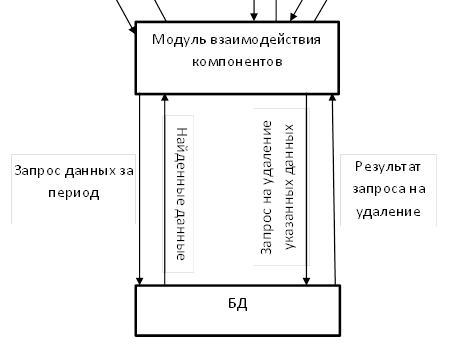 Модуль взаимодействия
компонентов
Запрос данных за
период
Найденные данные
Запрос на удаление
указанных данных
Результат
запроса на
удаление
БД